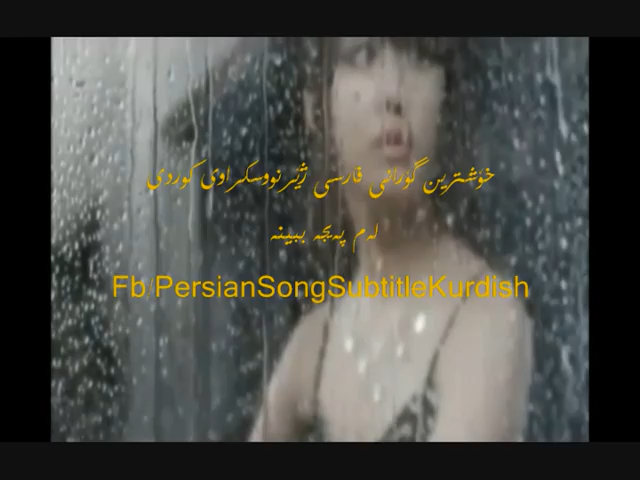 خۆشترین گۆرانی فارسی ژێرنووسکراوی کوردی
لەم پەیجە ببینە
Fb/PersianSongSubtitleKurdish